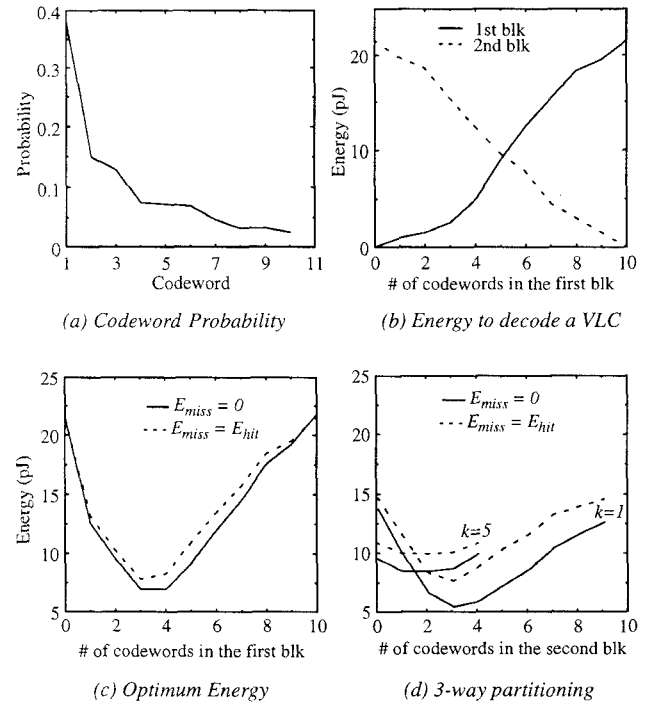 0.4
0.3
0.2
0.1
0
Probability
1 3 5 7 9 11
Codeword
(a) Codeword Probability
20
10
0
Energy (pJ)
1st blk
2nd blk
0 2 4 6 8 10
# of codewords in the first blk
(b) Energy to decode a VLC
25
20
15
10
5
Energy (pJ)
E_miss = 0
E_miss = E_hit
0 2 4 6 8 10
# of codewords in the first blk
(c) Optimum Energy
25
20
15
10
5
E_miss = 0
E_miss = E_hit
k=5
k=1
0 2 4 6 8 10
# of codewords in the second blk
(d) 3-way partitioning